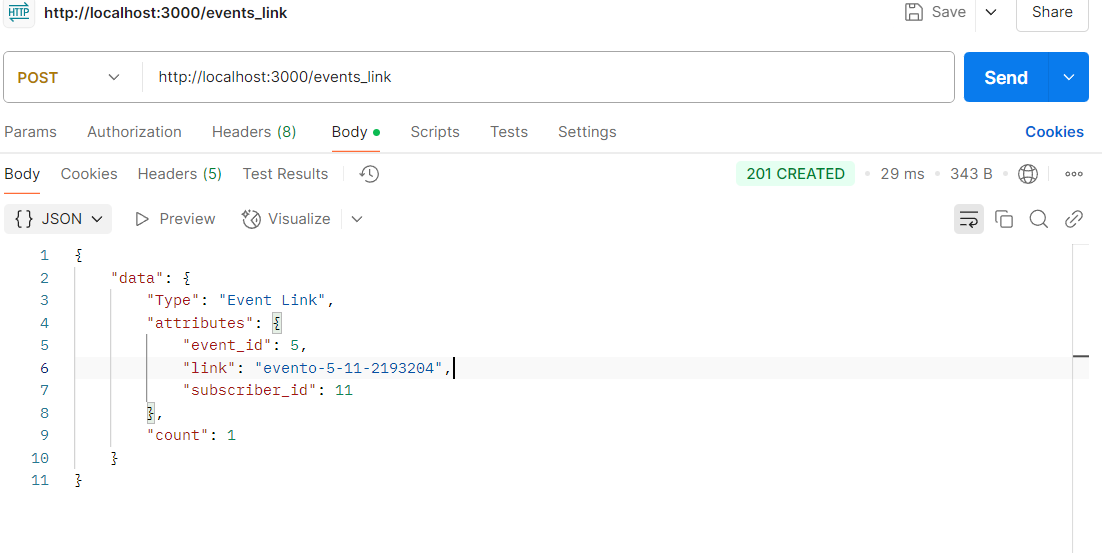 HTTP http://localhost:3000/events_link Save Share
POST http://localhost:3000/events_link Send
Params Authorization Headers (8) Body Scripts Tests Settings Cookies
Body Cookies Headers (5) Test Results 201 CREATED 29 ms 343 B
{} JSON Preview Visualize
1 {
2 "data": {
3 "Type": "Event Link",
4 "attributes": {
5 "event_id": 5,
6 "link": "evento-5-11-2193204",
7 "subscriber_id": 11
8 },
9 "count": 1
10 }
11 }